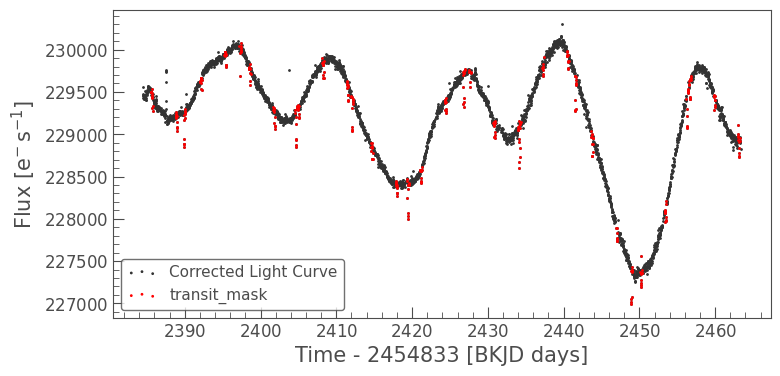 230000
229500
229000
228500
228000
227500
227000
Flux [e⁻ s⁻¹]
Corrected Light Curve
transit_mask
2390 2400 2410 2420 2430 2440 2450 2460
Time - 2454833 [BKJD days]